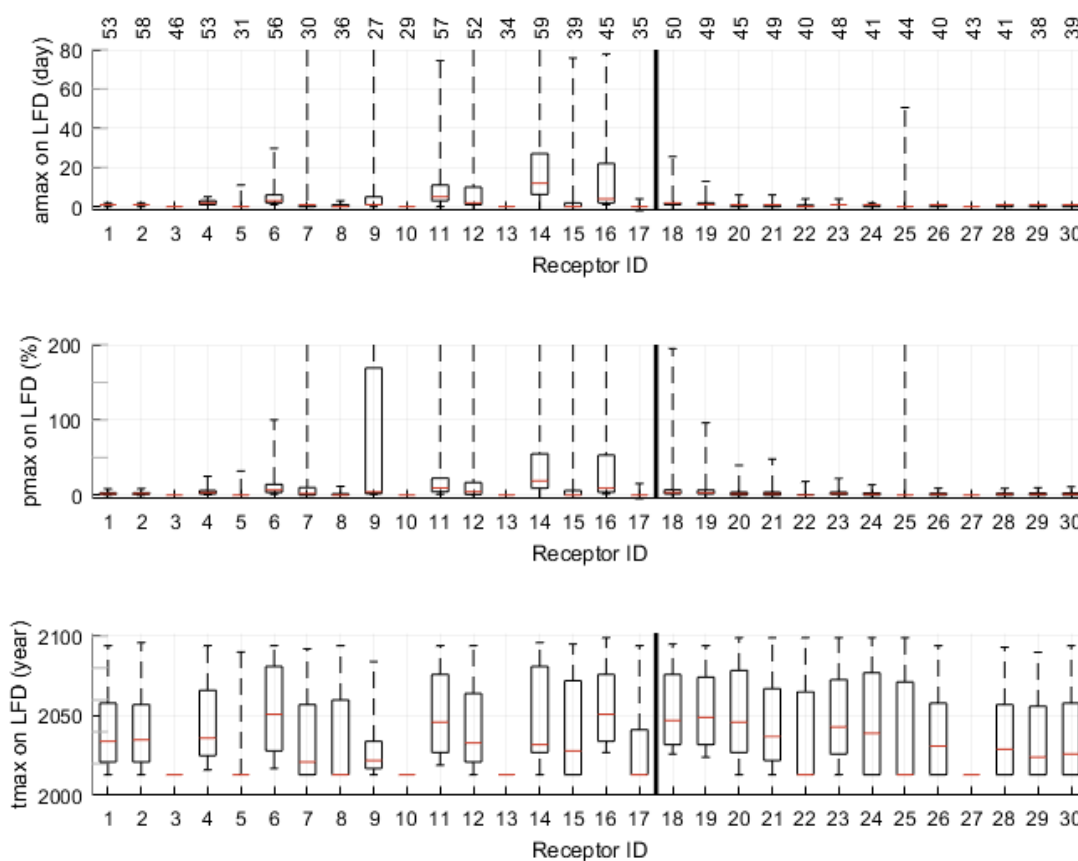 53 58 46 53 31 56 30 36 27 29 57 52 34 59 39 45 35 50 49 45 49 40 48 41 44 40 40 41 38 39
amax on LFD (day)
80
60
40
20
0
1 2 3 4 5 6 7 8 9 10 11 12 13 14 15 16 17 18 19 20 21 22 23 24 25 26 27 28 29 30
Receptor ID
pmax on LFD (%)
200
100
0
1 2 3 4 5 6 7 8 9 10 11 12 13 14 15 16 17 18 19 20 21 22 23 24 25 26 27 28 29 30
Receptor ID
tmax on LFD (year)
2100
2050
2000
1 2 3 4 5 6 7 8 9 10 11 12 13 14 15 16 17 18 19 20 21 22 23 24 25 26 27 28 29 30
Receptor ID